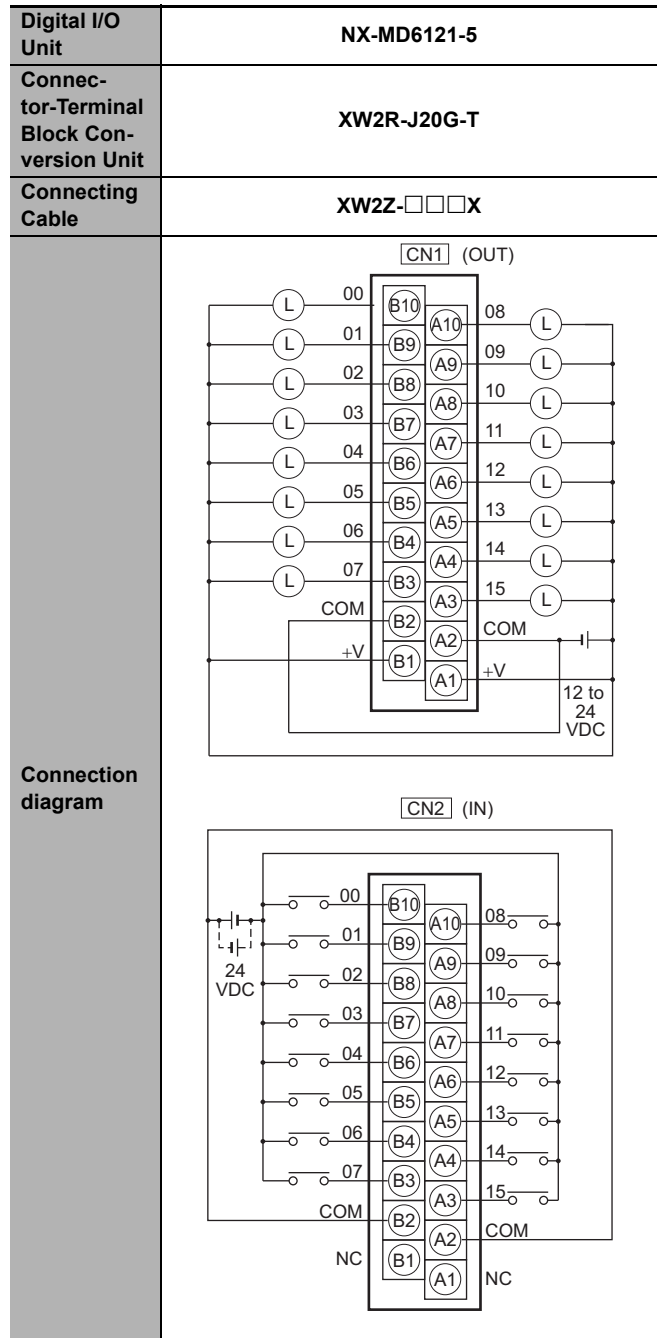 Digital I/O
Unit
NX-MD6121-5
Connec-
tor-Terminal
Block Con-
version Unit
XW2R-J20G-T
Connecting
Cable
XW2Z-□□□X
Connection
diagram
CN1 (OUT)
L 00 B10 A10 08 L
L 01 B9 A9 09 L
L 02 B8 A8 10 L
L 03 B7 A7 11 L
L 04 B6 A6 12 L
L 05 B5 A5 13 L
L 06 B4 A4 14 L
L 07 B3 A3 15 L
COM B2 A2 COM
+V B1 A1 +V
12 to
24
VDC
CN2 (IN)
00 B10 A10 08
01 B9 A9 09
24
VDC
02 B8 A8 10
03 B7 A7 11
04 B6 A6 12
05 B5 A5 13
06 B4 A4 14
07 B3 A3 15
COM B2 A2 COM
NC B1 A1 NC